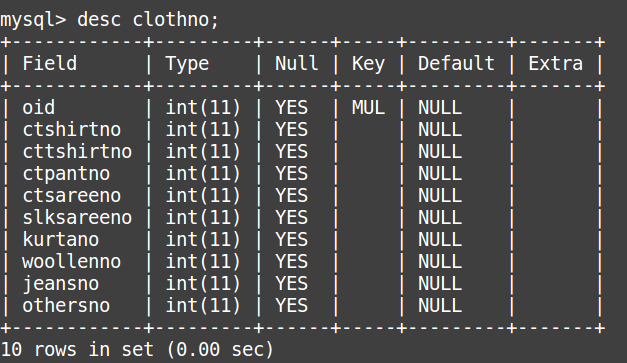 mysql> desc clothno;
+------------+---------+------+-----+---------+-------+
| Field      | Type    | Null | Key | Default | Extra |
+------------+---------+------+-----+---------+-------+
| oid        | int(11) | YES  | MUL | NULL    |       |
| ctshirtno  | int(11) | YES  |     | NULL    |       |
| cttshirtno | int(11) | YES  |     | NULL    |       |
| ctpantno   | int(11) | YES  |     | NULL    |       |
| ctsareeno  | int(11) | YES  |     | NULL    |       |
| slksareeno | int(11) | YES  |     | NULL    |       |
| kurtano    | int(11) | YES  |     | NULL    |       |
| woollenno  | int(11) | YES  |     | NULL    |       |
| jeansno    | int(11) | YES  |     | NULL    |       |
| othersno   | int(11) | YES  |     | NULL    |       |
+------------+---------+------+-----+---------+-------+
10 rows in set (0.00 sec)